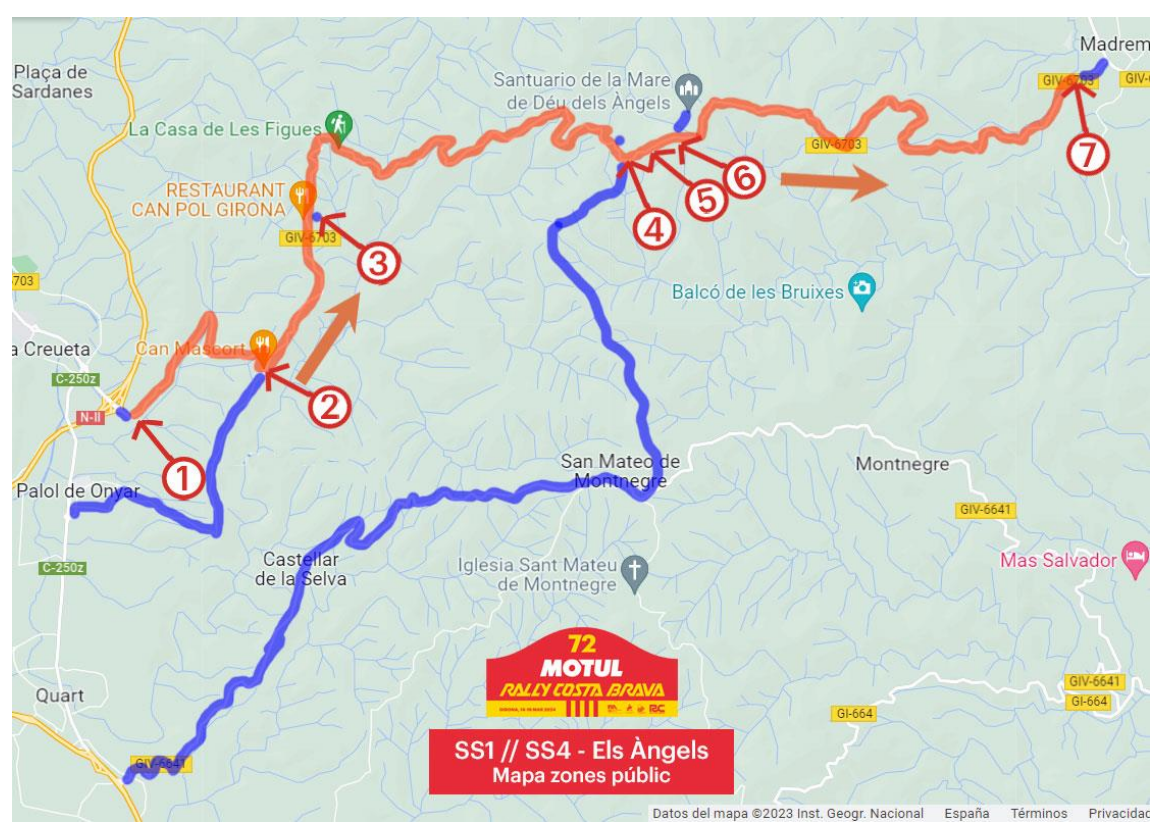 Madrem
Plaça de
Sardanes
GIV-6703
GIV-6
Santuario de la Mare
de Déu dels Àngels
La Casa de Les Figues
GIV-6703
7
RESTAURANT
CAN POL GIRONA
6
5
4
GIV-6703
3
703
Balcó de les Bruixes
a Creueta
Can Mascort
C-250z
2
N-II
1
San Mateo de
Montnegre
Montnegre
Palol de Onyar
GIV-6641
C-250z
Castellar
de la Selva
Iglesia Sant Mateu
de Montnegre
Mas Salvador
72
MOTUL
RALLY COSTA BRAVA
RC
Quart
GIV-6641
GI-664
GI-664
GIV-6641
SS1 // SS4 - Els Àngels
Mapa zones públic
Datos del mapa ©2023 Inst. Geogr. Nacional España Términos Privacidad